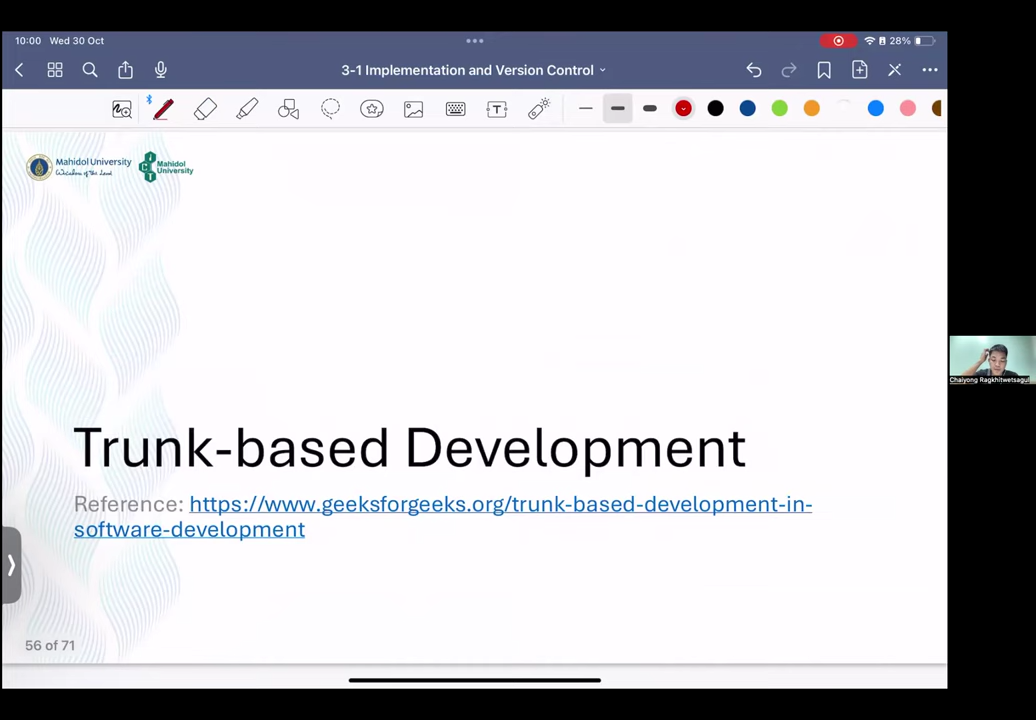 10:00 Wed 30 Oct
28%
3-1 Implementation and Version Control
T
Mahidol University
Wisdom of the Land
ICT
Mahidol
University
Trunk-based Development
Reference: https://www.geeksforgeeks.org/trunk-based-development-in-
software-development
56 of 71
Chaiyong Ragkhitwetsagul